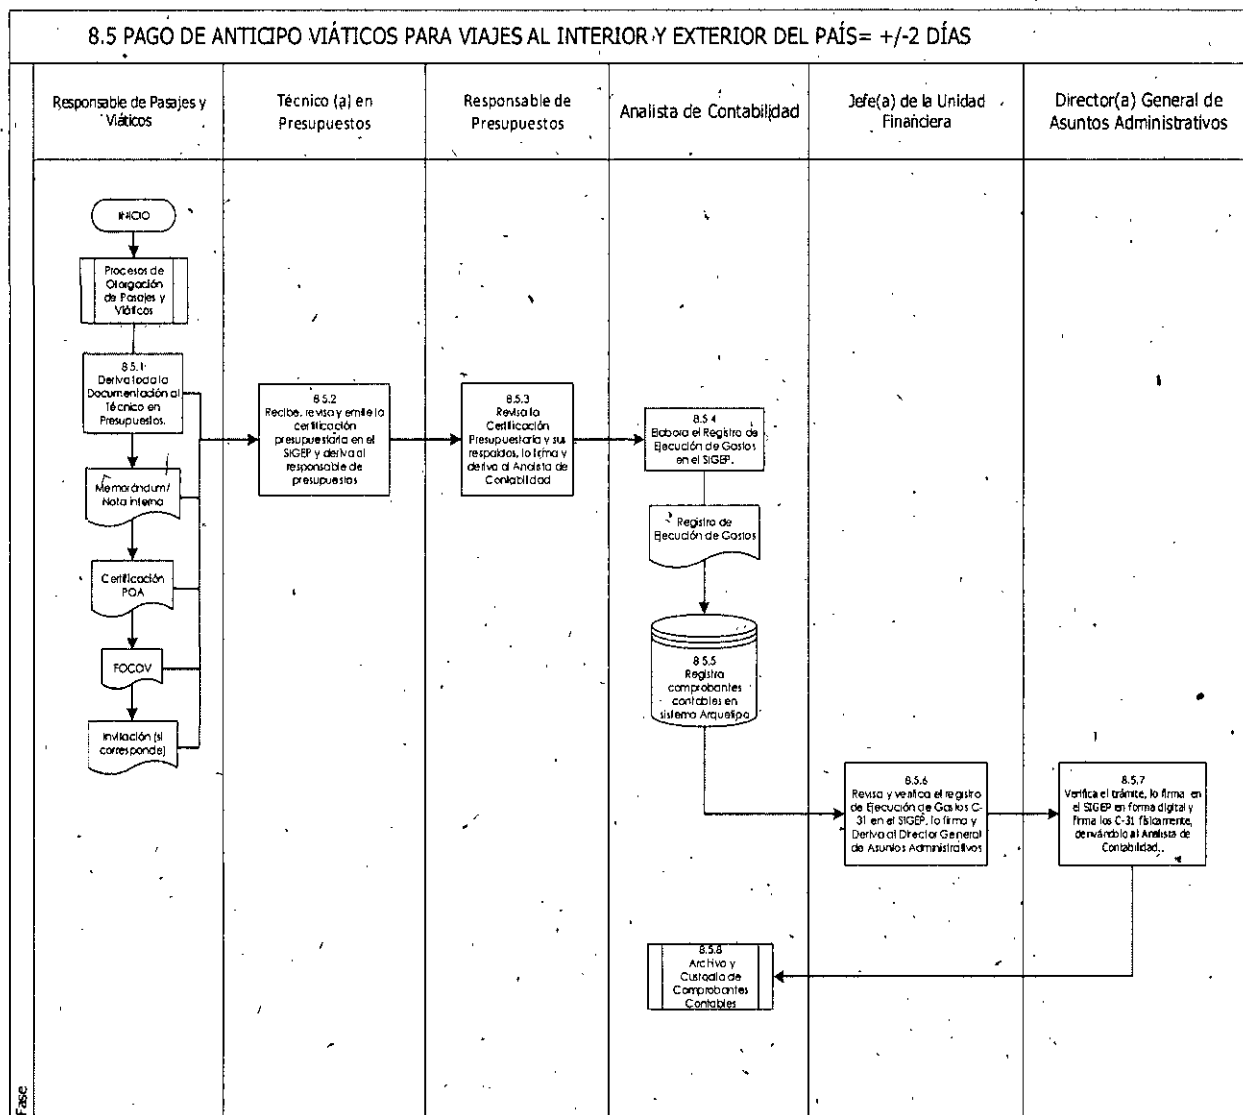 8.5 PAGO DE ANTICIPO VIÁTICOS PARA VIAJES AL INTERIOR Y EXTERIOR DEL PAÍS= +/-2 DÍAS
Responsable de Pasajes y
Viáticos
Técnico (a) en
Presupuestos
Responsable de
Presupuestos
Analista de Contabilidad
Jefe(a) de la Unidad
Financiera
Director(a) General de
Asuntos Administrativos
INICIO
Procesos de
Otorgación
de Pasajes y
Viáticos
8.5.1
Deriva toda la
Documentación al
Técnico en
Presupuestos.
Memorándum/
Nota interna
Certificación
POA
FOCOV
Invitación (si
corresponde)
8.5.2
Recibe, revisa y emite la
certificación
presupuestaria en el
SIGEP y deriva al
responsable de
presupuestos
8.5.3
Revisa la
Certificación
Presupuestaria y sus
respaldos, lo firma y
deriva al Analista de
Contabilidad
8.5.4
Elabora el Registro de
Ejecución de Gastos
en el SIGEP.
Registro de
Ejecución de Gastos
8.5.5
Registra
comprobantes
contables en
sistema Arquetipo
8.5.6
Revisa y verifica el registro
de Ejecución de Gastos C-
31 en el SIGEP, lo firma y
Deriva al Director General
de Asuntos Administrativos
8.5.7
Verifica el trámite, lo firma en
el SIGEP en forma digital y
firma los C-31 físicamente,
derivándolo al Analista de
Contabilidad.
8.5.8
Archivo y
Custodia de
Comprobantes
Contables
Fase